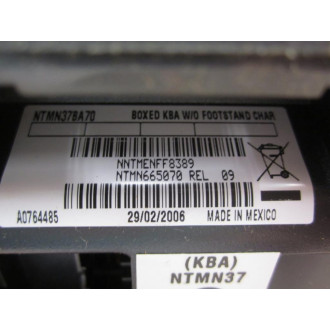 NTMN37BA70 BOXED KBA W/O FOOTSTAND CHAR
NNTMENFF8389
NTMN665070 REL 09
A0764485 29/02/2006 MADE IN MEXICO
(KBA)
NTMN37